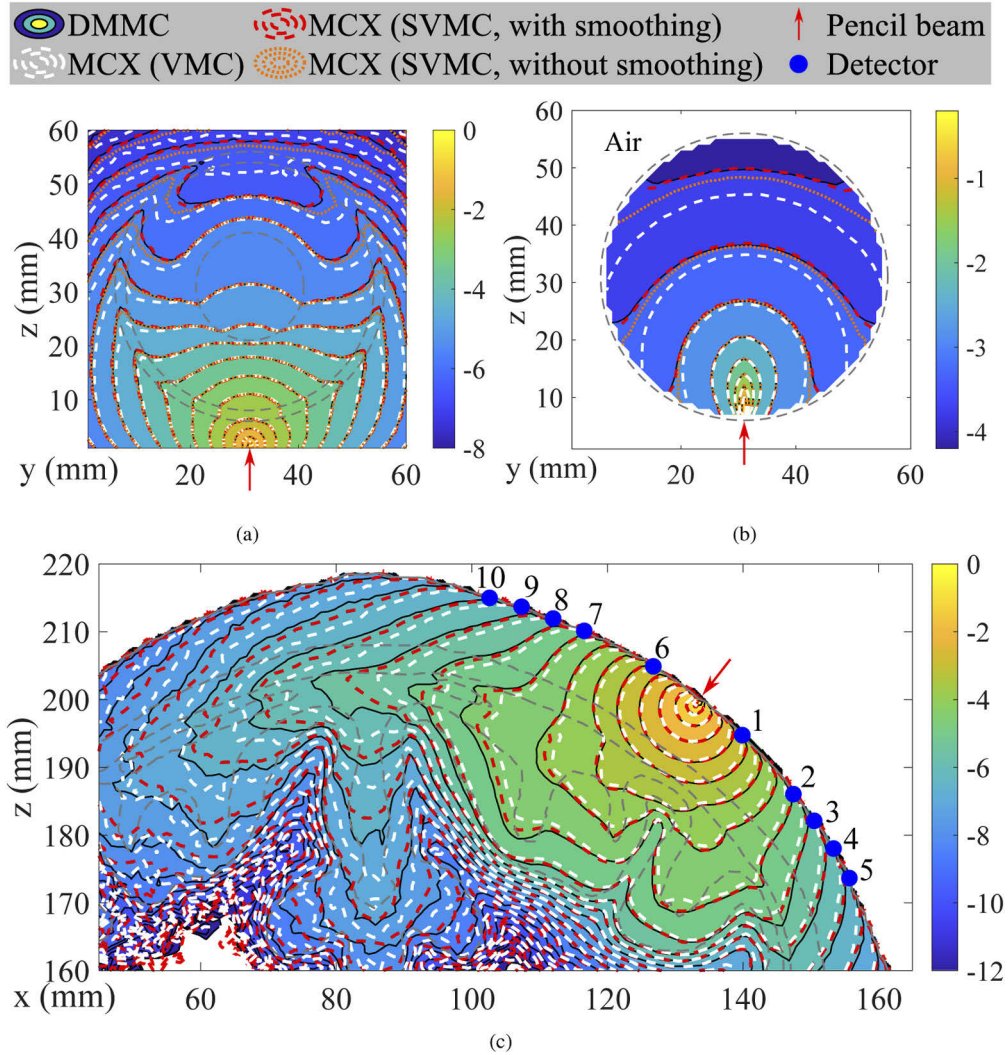 DMMC MCX (SVMC, with smoothing) Pencil beam
MCX (VMC) MCX (SVMC, without smoothing) Detector
60
50
40
30
20
10
z (mm)
y (mm) 20 40 60
0
-2
-4
-6
-8
(a)
Air
60
50
40
30
20
10
z (mm)
y (mm) 20 40 60
-1
-2
-3
-4
(b)
220
210
200
190
180
170
160
z (mm)
x (mm) 60 80 100 120 140 160
10 9 8 7 6 1 2 3 4 5
0
-2
-4
-6
-8
-10
-12
(c)